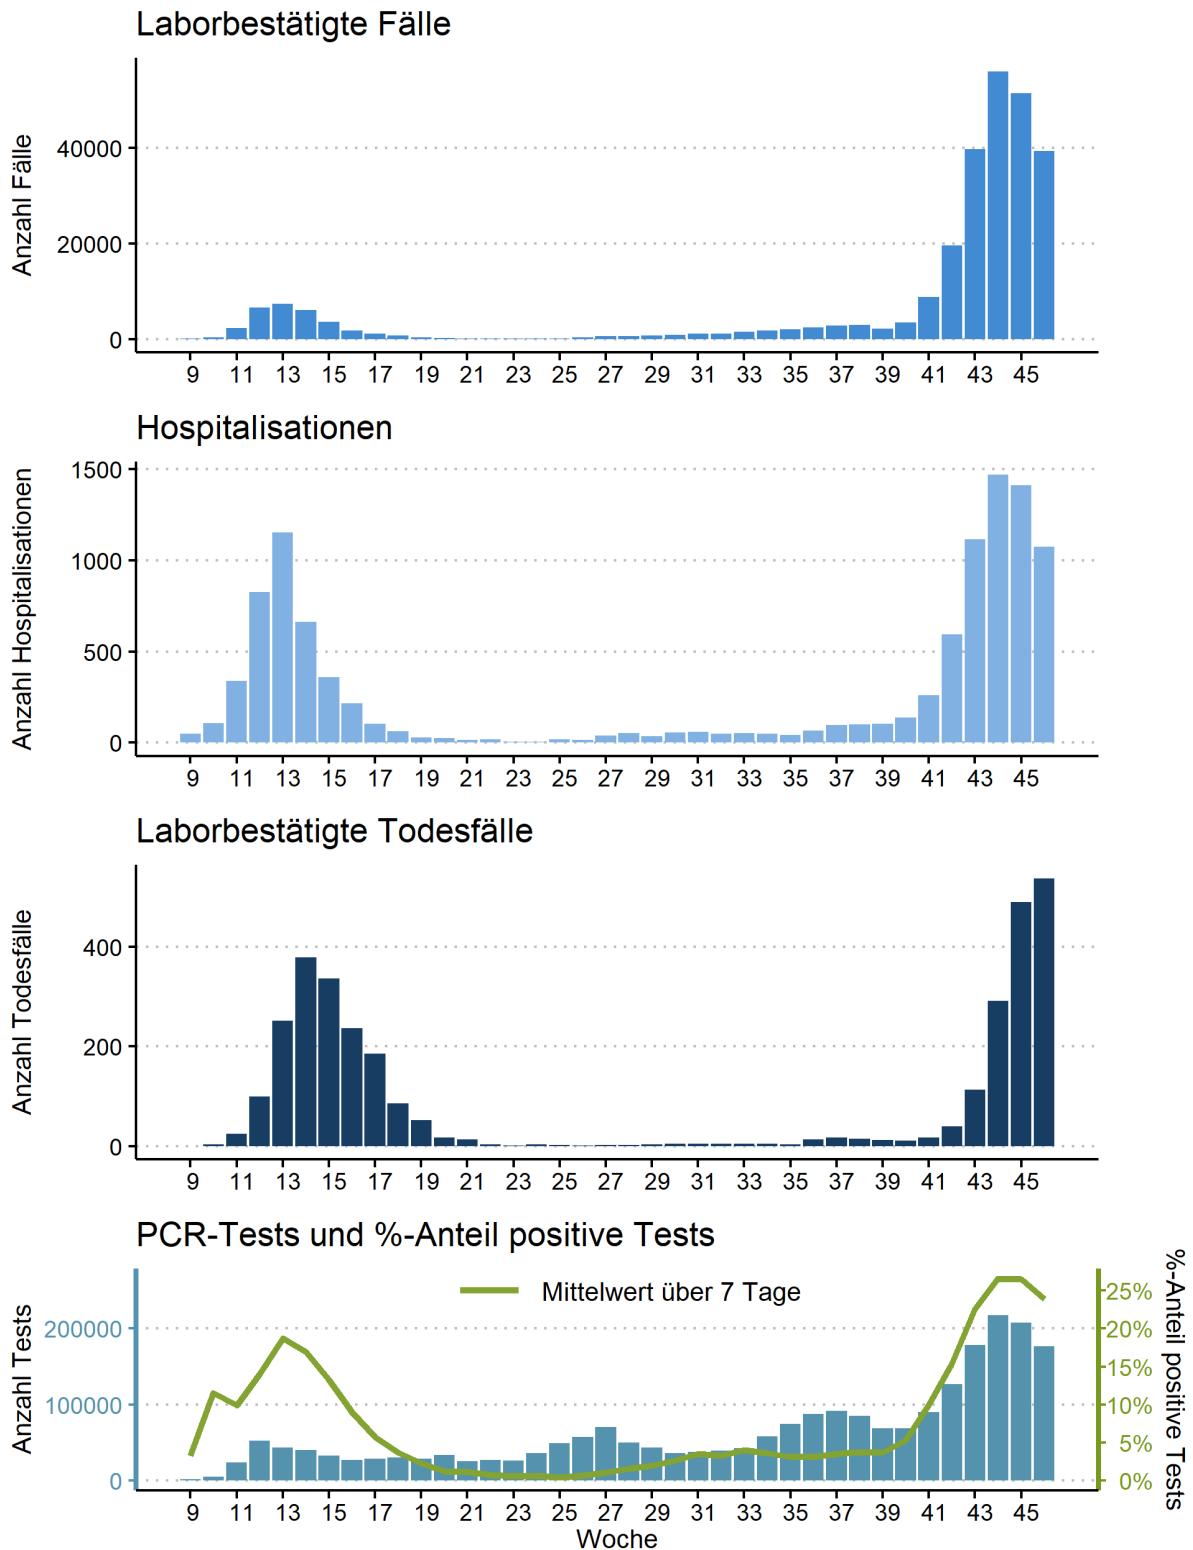 Laborbestätigte Fälle
Anzahl Fälle
40000
20000
0
9 11 13 15 17 19 21 23 25 27 29 31 33 35 37 39 41 43 45
Hospitalisationen
Anzahl Hospitalisationen
1500
1000
500
0
9 11 13 15 17 19 21 23 25 27 29 31 33 35 37 39 41 43 45
Laborbestätigte Todesfälle
Anzahl Todesfälle
400
200
0
9 11 13 15 17 19 21 23 25 27 29 31 33 35 37 39 41 43 45
PCR-Tests und %-Anteil positive Tests
Mittelwert über 7 Tage
Anzahl Tests
200000
100000
0
25%
20%
15%
10%
5%
0%
%-Anteil positive Tests
9 11 13 15 17 19 21 23 25 27 29 31 33 35 37 39 41 43 45
Woche